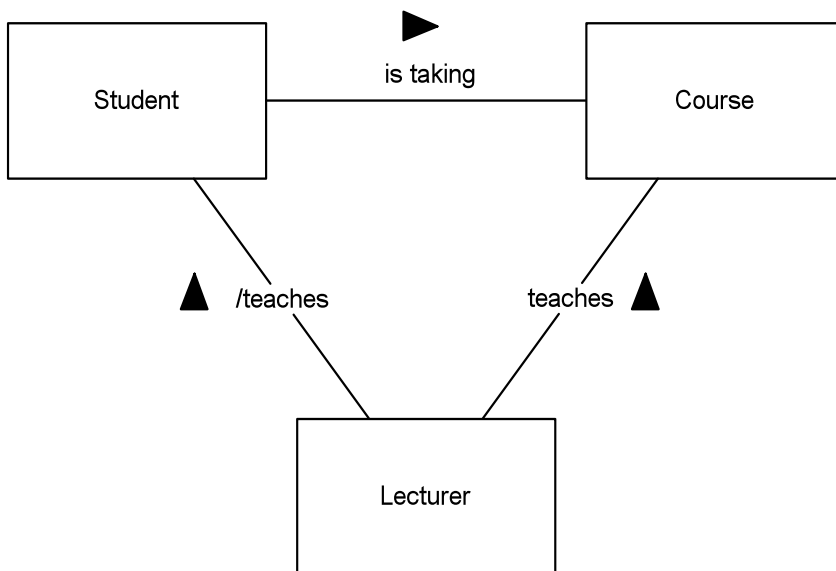 is taking
Student
Course
/teaches
teaches
Lecturer